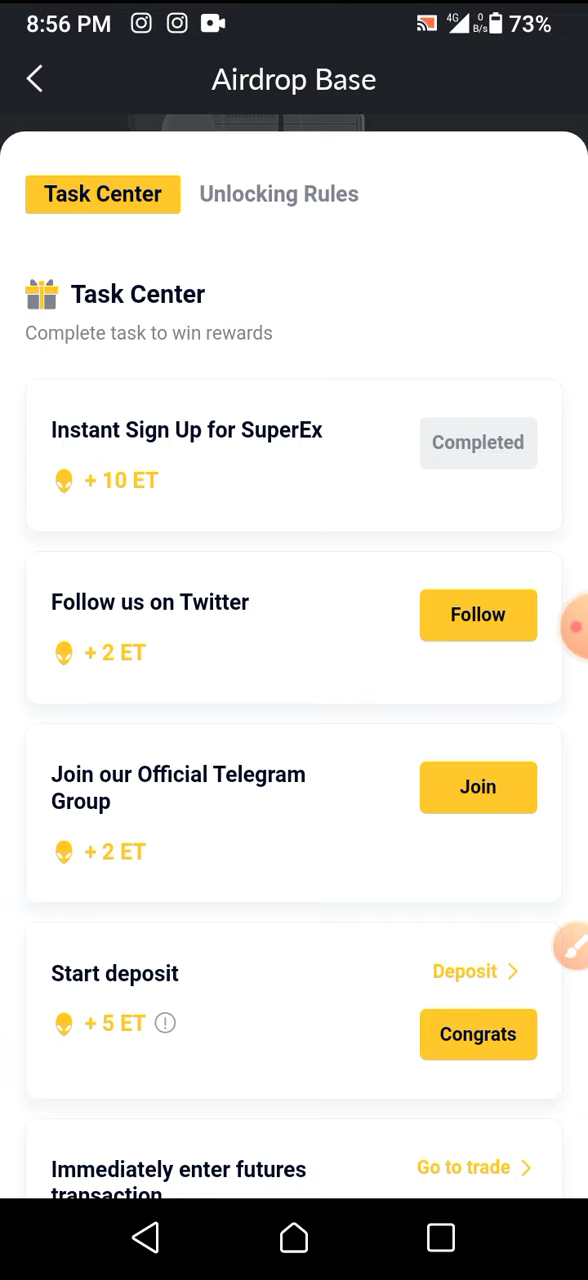 8:56 PM 4G 0 B/s 73%
Airdrop Base
Task Center Unlocking Rules
Task Center
Complete task to win rewards
Instant Sign Up for SuperEx
Completed
+ 10 ET
Follow us on Twitter
Follow
+ 2 ET
Join our Official Telegram
Group
Join
+ 2 ET
Start deposit
Deposit
+ 5 ET
Congrats
Immediately enter futures
transaction
Go to trade